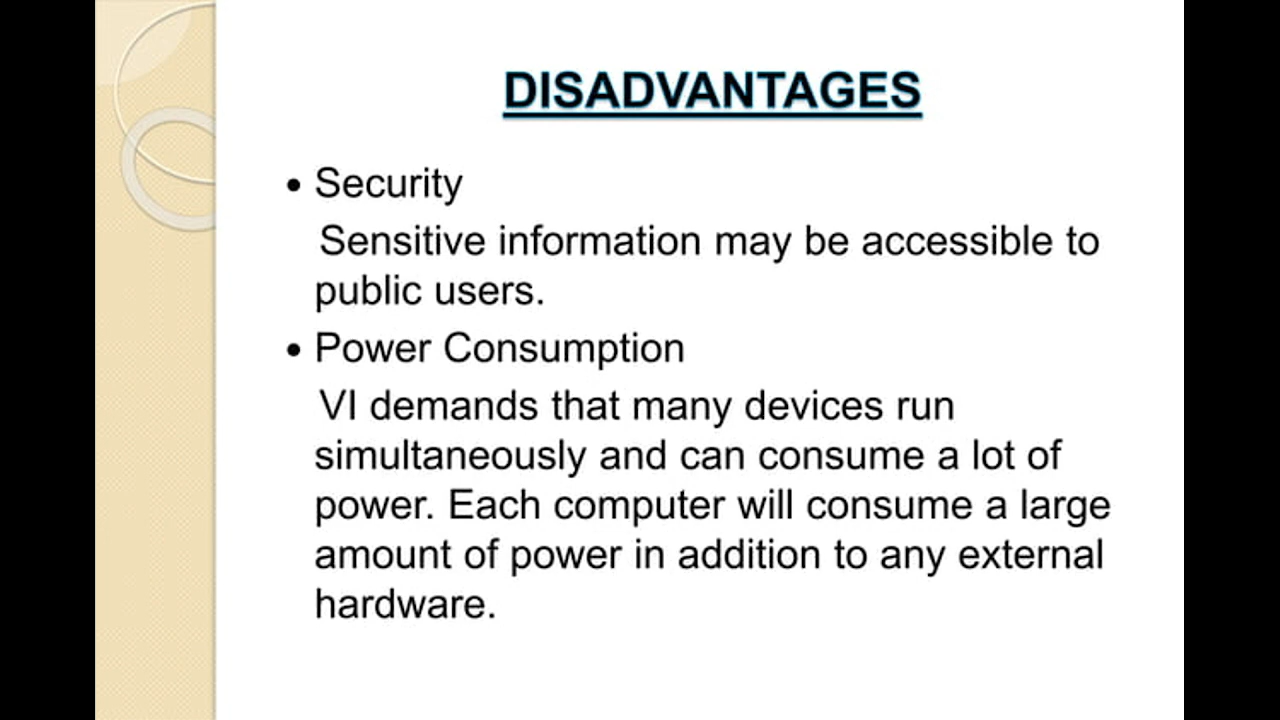 DISADVANTAGES
• Security
Sensitive information may be accessible to
public users.
• Power Consumption
VI demands that many devices run
simultaneously and can consume a lot of
power. Each computer will consume a large
amount of power in addition to any external
hardware.